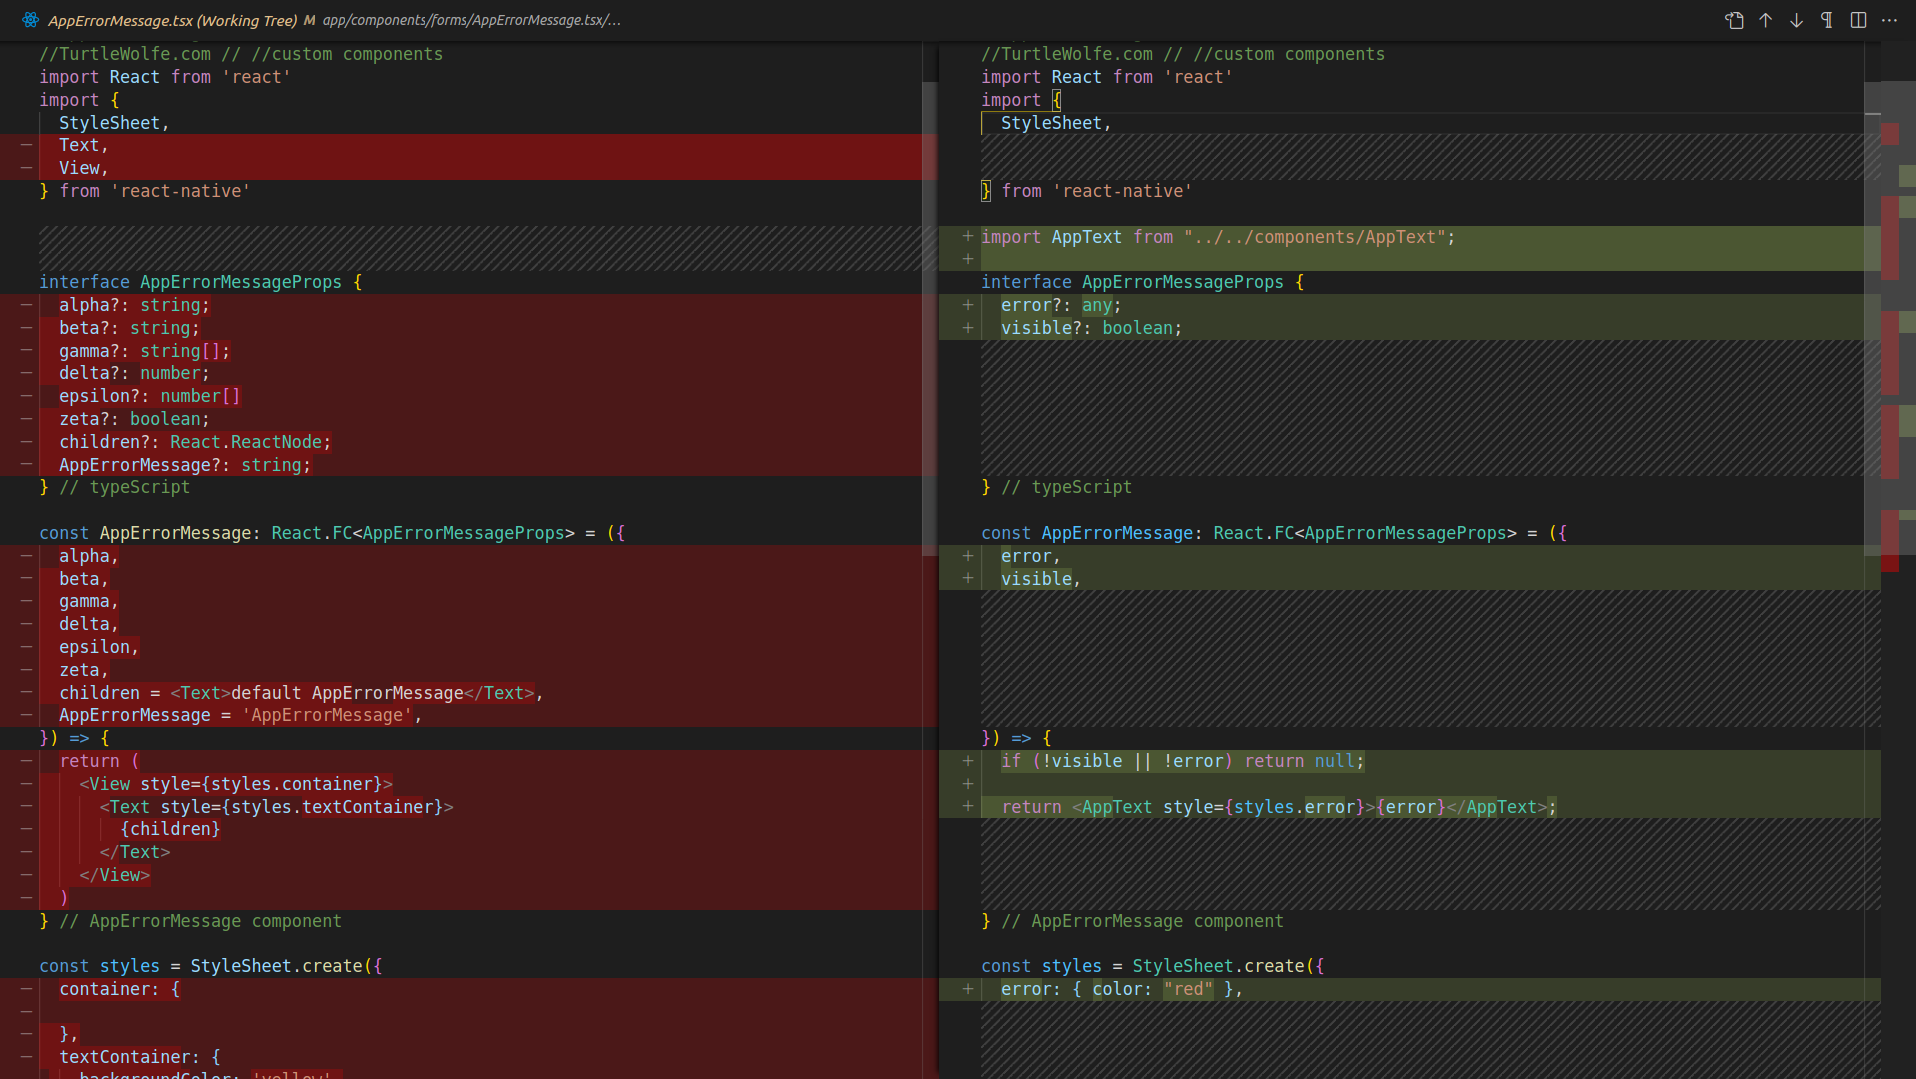 AppErrorMessage.tsx (Working Tree) M app/components/forms/AppErrorMessage.tsx/...
//TurtleWolfe.com // //custom components
import React from 'react'
import {
  StyleSheet,
—  Text,
—  View,
} from 'react-native'
interface AppErrorMessageProps {
—  alpha?: string;
—  beta?: string;
—  gamma?: string[];
—  delta?: number;
—  epsilon?: number[]
—  zeta?: boolean;
—  children?: React.ReactNode;
—  AppErrorMessage?: string;
} // typeScript
const AppErrorMessage: React.FC<AppErrorMessageProps> = ({
—  alpha,
—  beta,
—  gamma,
—  delta,
—  epsilon,
—  zeta,
—  children = <Text>default AppErrorMessage</Text>,
—  AppErrorMessage = 'AppErrorMessage',
}) => {
—  return (
—    <View style={styles.container}>
—      <Text style={styles.textContainer}>
—        {children}
—      </Text>
—    </View>
—  )
} // AppErrorMessage component
const styles = StyleSheet.create({
—  container: {
—
—  },
—  textContainer: {
    backgroundColor: 'yellow',
//TurtleWolfe.com // //custom components
import React from 'react'
import {
  StyleSheet,
} from 'react-native'
+ import AppText from "../../components/AppText";
+
interface AppErrorMessageProps {
+  error?: any;
+  visible?: boolean;
} // typeScript
const AppErrorMessage: React.FC<AppErrorMessageProps> = ({
+  error,
+  visible,
}) => {
+  if (!visible || !error) return null;
+
+  return <AppText style={styles.error}>{error}</AppText>;
} // AppErrorMessage component
const styles = StyleSheet.create({
+  error: { color: "red" },